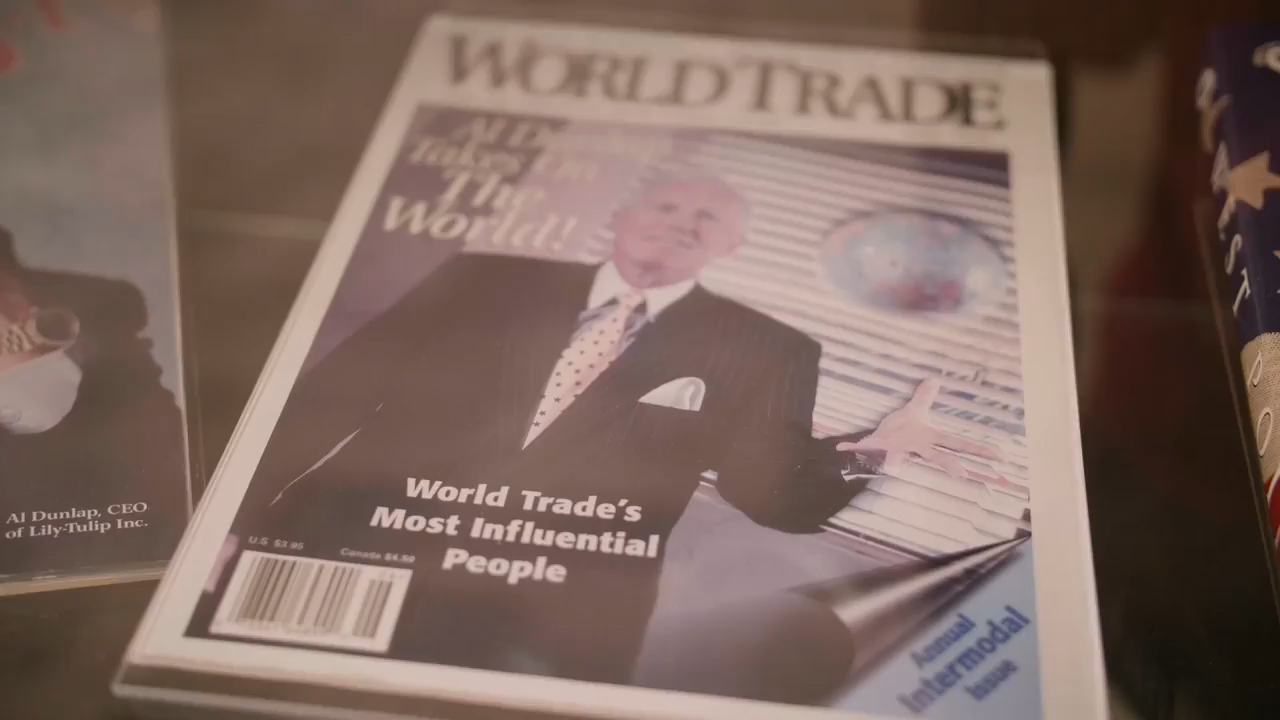 Al Dunlap, CEO
of Lily-Tulip Inc.
WORLD TRADE
Al Dunlap
Takes On
The
World!
World Trade's
Most Influential
People
U.S. $3.95
Canada $4.50
Annual
Intermodal
Issue